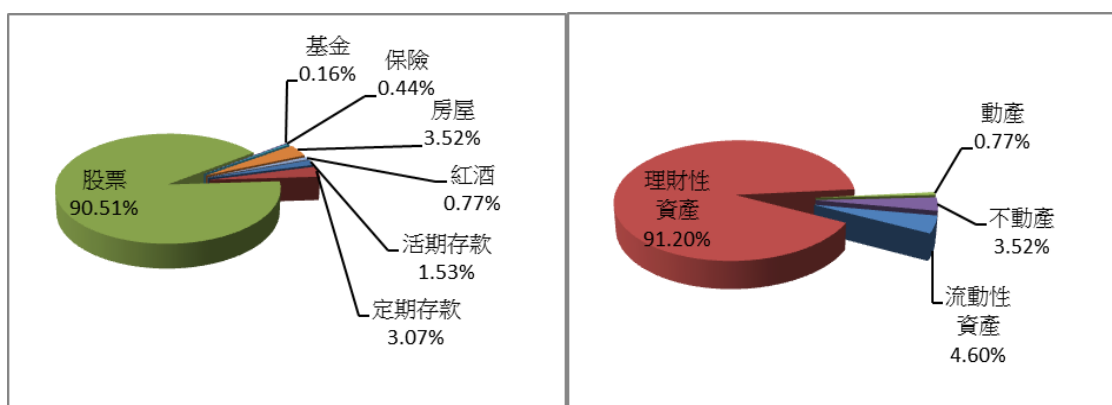 基金
0.16%
保險
0.44%
房屋
3.52%
股票
90.51%
紅酒
0.77%
活期存款
1.53%
定期存款
3.07%
動產
0.77%
理財性
資產
91.20%
不動產
3.52%
流動性
資產
4.60%